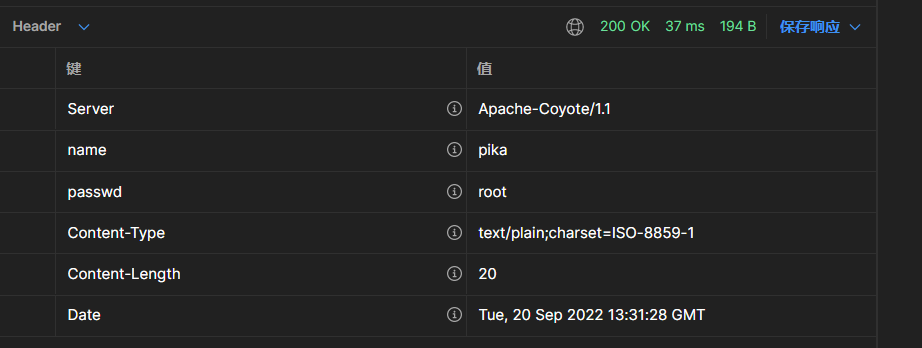 Header 200 OK 37 ms 194 B 保存响应
键 值
Server Apache-Coyote/1.1
name pika
passwd root
Content-Type text/plain;charset=ISO-8859-1
Content-Length 20
Date Tue, 20 Sep 2022 13:31:28 GMT